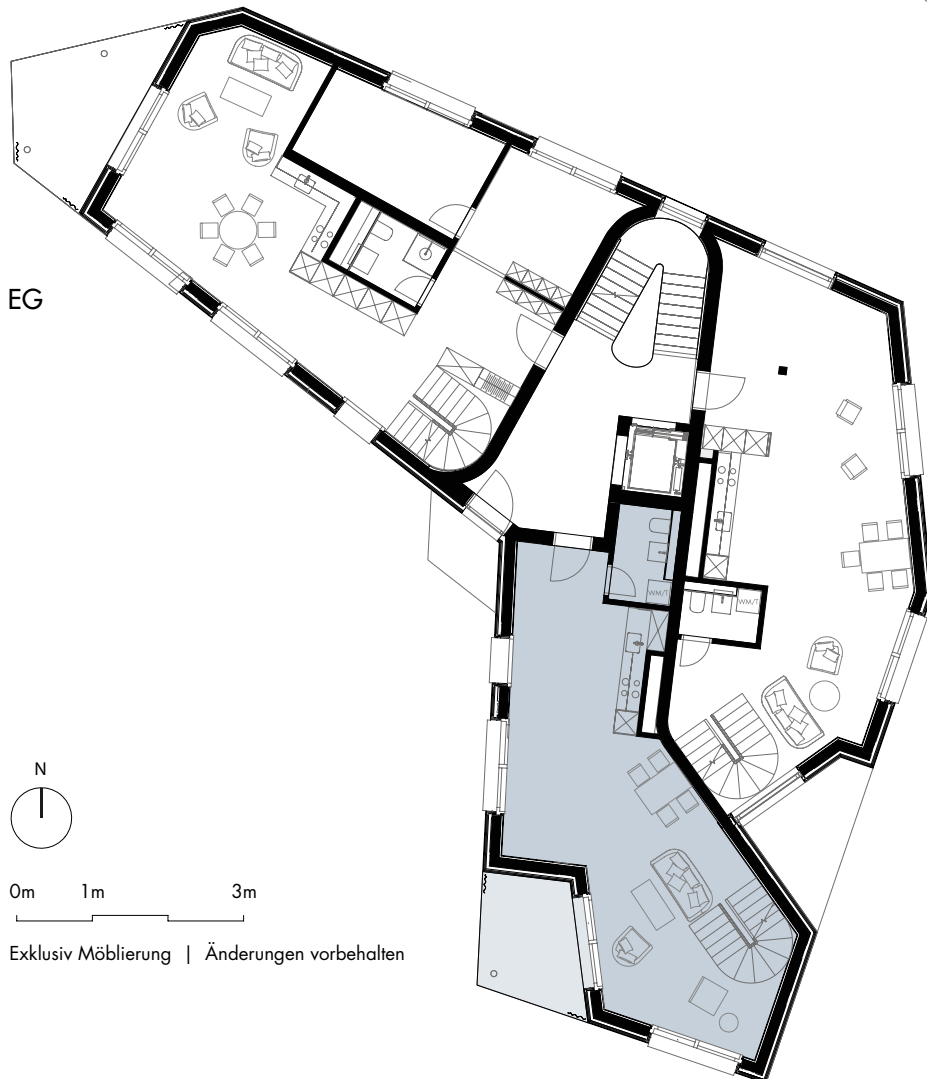 EG
WM/T
WM/T
N
0m 1m 3m
Exklusiv Möblierung | Änderungen vorbehalten